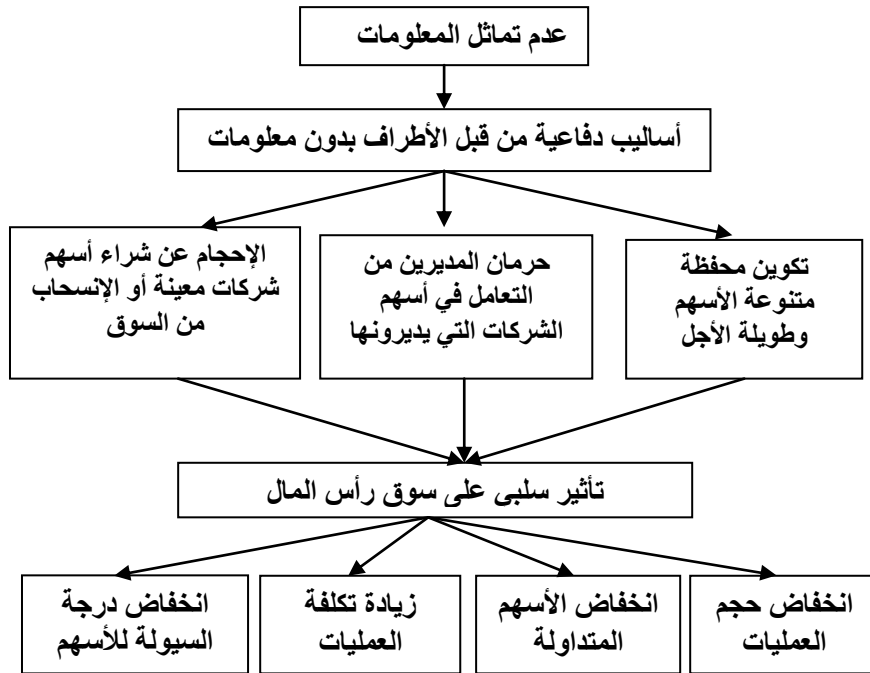 عدم تماثل المعلومات
أساليب دفاعية من قبل الأطراف بدون معلومات
تكوين محفظة
متنوعة الأسهم
وطويلة الأجل
حرمان المديرين من
التعامل في أسهم
الشركات التي يديرونها
الإحجام عن شراء أسهم
شركات معينة أو الإنسحاب
من السوق
تأثير سلبى على سوق رأس المال
انخفاض حجم
العمليات
انخفاض الأسهم
المتداولة
زيادة تكلفة
العمليات
انخفاض درجة
السيولة للأسهم